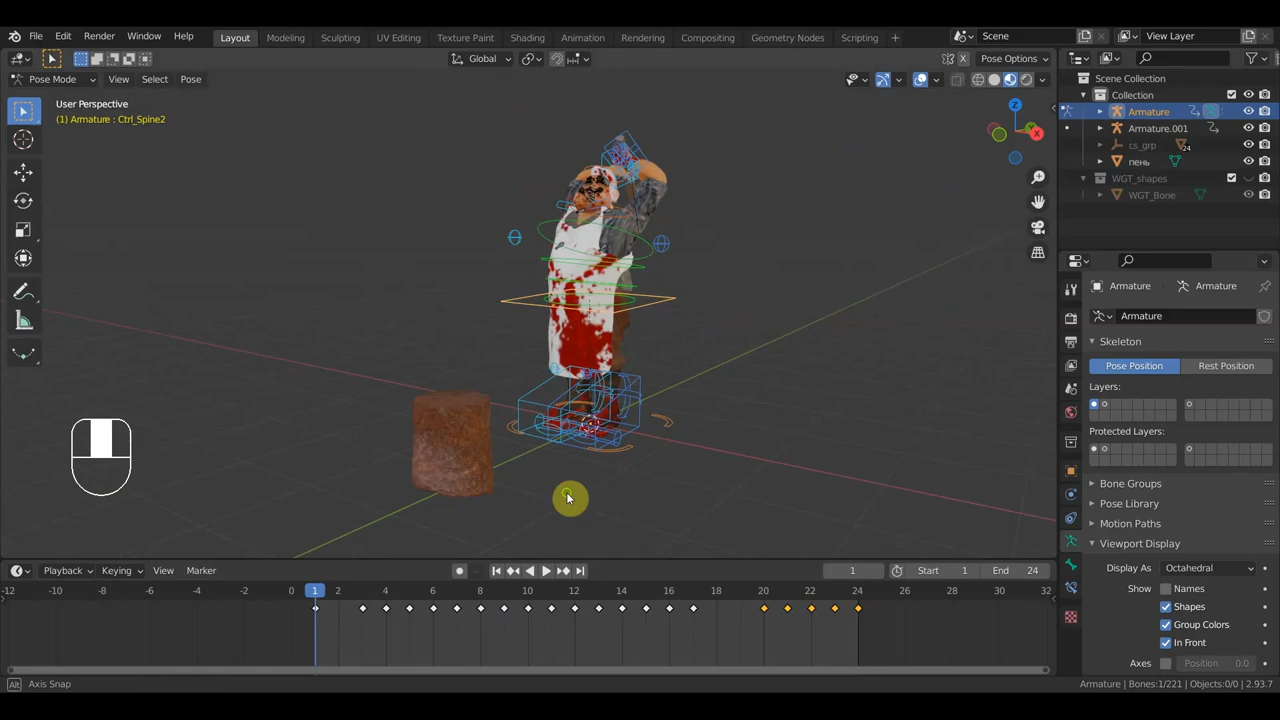 File Edit Render Window Help Layout Modeling Sculpting UV Editing Texture Paint Shading Animation Rendering Compositing Geometry Nodes Scripting + Scene View Layer
Global Pose Options
Pose Mode View Select Pose
User Perspective
(1) Armature : Ctrl_Spine2
Z
X
Scene Collection
Collection
Armature
Armature.001
cs_grp 24
пень
WGT_shapes
WGT_Bone
Armature Armature
Armature
Skeleton
Pose Position Rest Position
Layers:
Protected Layers:
Bone Groups
Pose Library
Motion Paths
Viewport Display
Display As Octahedral
Show Names
Shapes
Group Colors
In Front
Axes Position 0.0
Playback Keying View Marker 1 Start 1 End 24
-12 -10 -8 -6 -4 -2 0 1 2 4 6 8 10 12 14 16 18 20 22 24 26 28 30 32
Alt Axis Snap Armature | Bones:1/221 | Objects:0/0 | 2.93.7